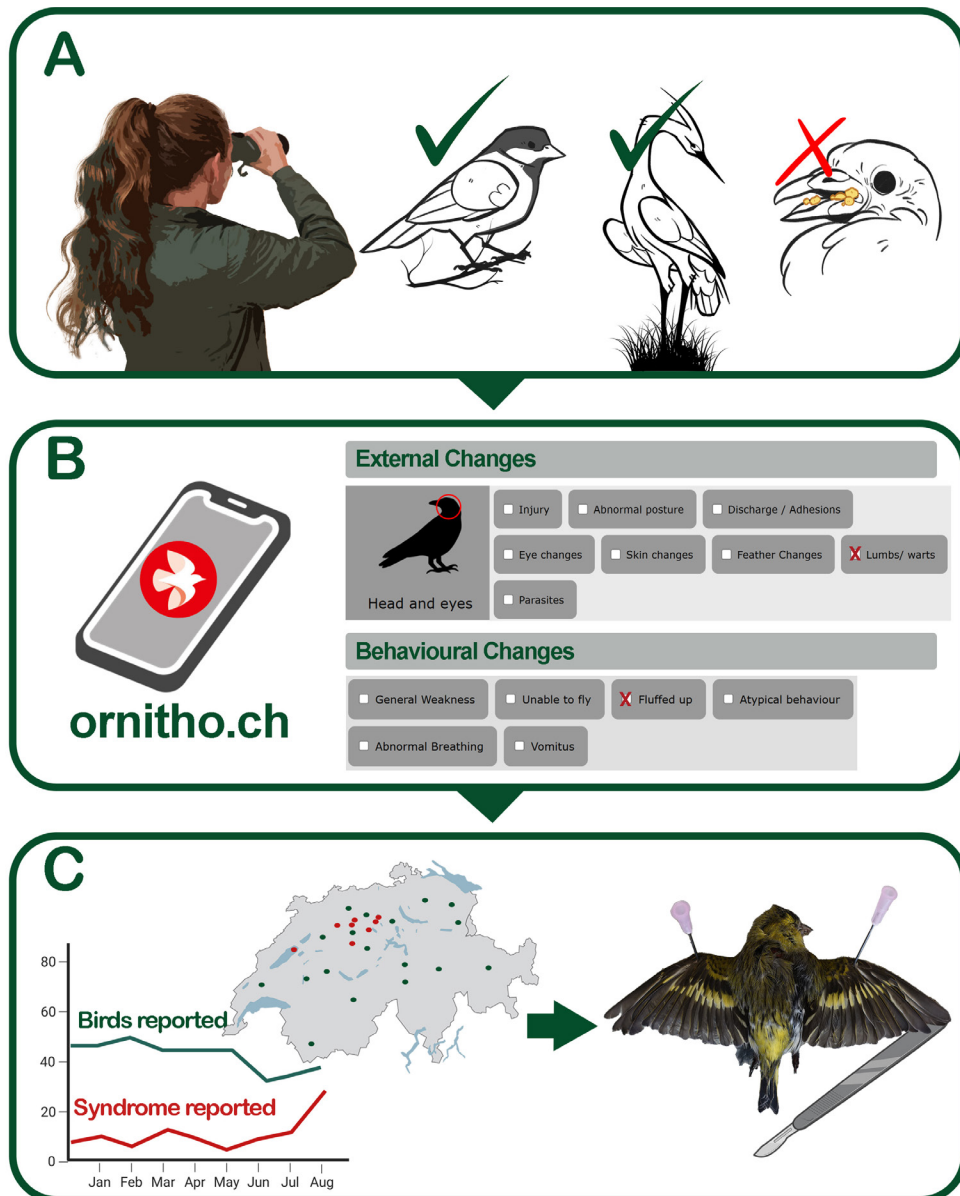 A
B
External Changes
Injury
Abnormal posture
Discharge / Adhesions
Eye changes
Skin changes
Feather Changes
X Lumbs/ warts
Head and eyes
Parasites
Behavioural Changes
General Weakness
Unable to fly
X Fluffed up
Atypical behaviour
Abnormal Breathing
Vomitus
ornitho.ch
C
80
60
Birds reported
40
20
Syndrome reported
0
Jan Feb Mar Apr May Jun Jul Aug